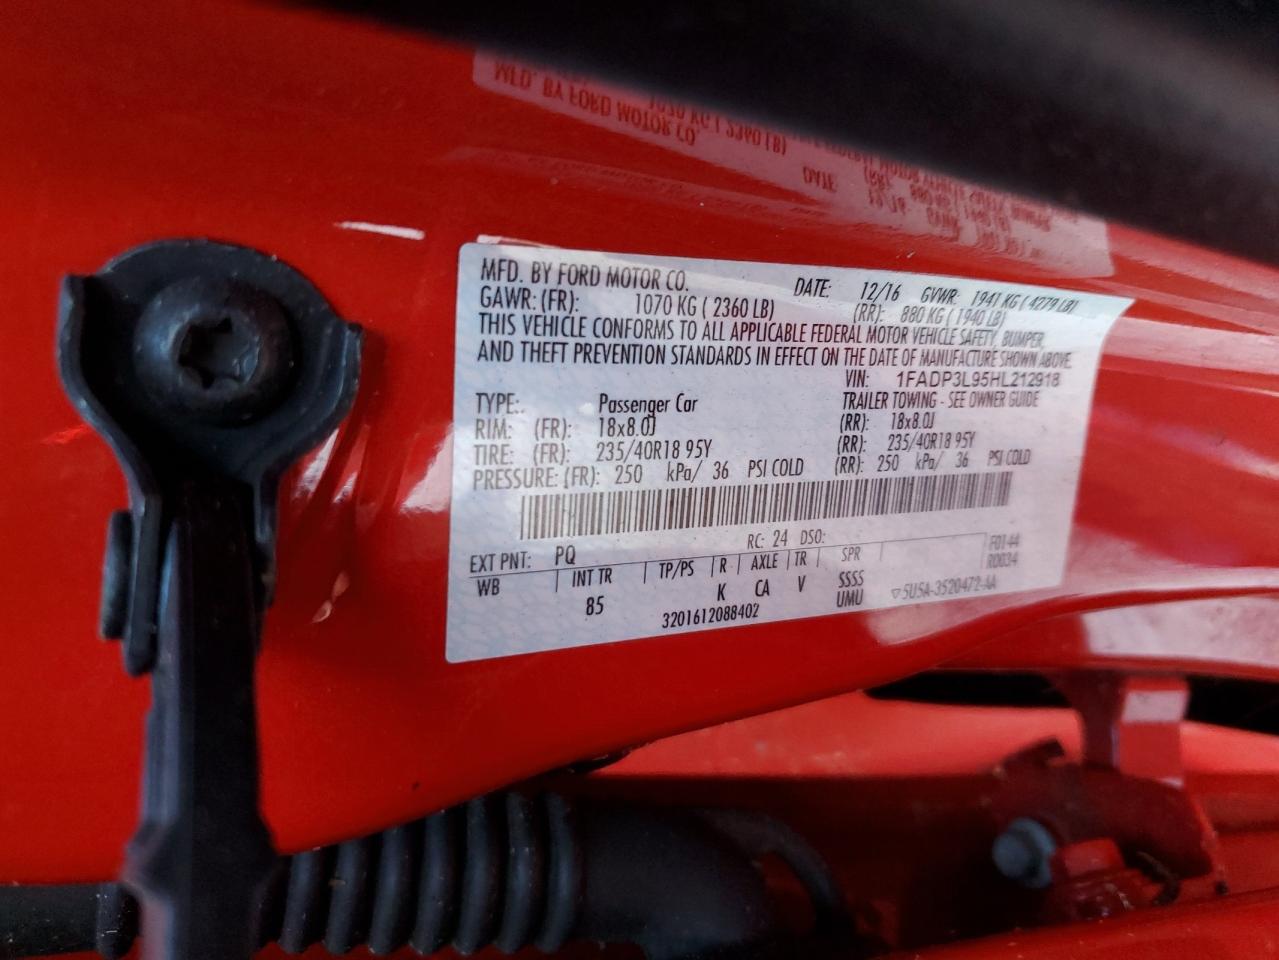 MFD. BY FORD MOTOR CO. DATE: 12/16 GVWR: 1941 KG ( 4279 LB)
GAWR: (FR): 1070 KG ( 2360 LB) (RR): 880 KG ( 1940 LB)
THIS VEHICLE CONFORMS TO ALL APPLICABLE FEDERAL MOTOR VEHICLE SAFETY, BUMPER,
AND THEFT PREVENTION STANDARDS IN EFFECT ON THE DATE OF MANUFACTURE SHOWN ABOVE.
VIN: 1FADP3L95HL212918
TYPE: Passenger Car TRAILER TOWING - SEE OWNER GUIDE
RIM: (FR): 18x8.0J (RR): 18x8.0J
TIRE: (FR): 235/40R18 95Y (RR): 235/40R18 95Y
PRESSURE: (FR): 250 kPa/ 36 PSI COLD (RR): 250 kPa/ 36 PSI COLD
EXT PNT: PQ RC: 24 DSO: F0144
WB INT TR TP/PS R AXLE TR SPR R0034
85 K CA V SSSS
3201612088402 UMU ▽5U5A-3520472-AA